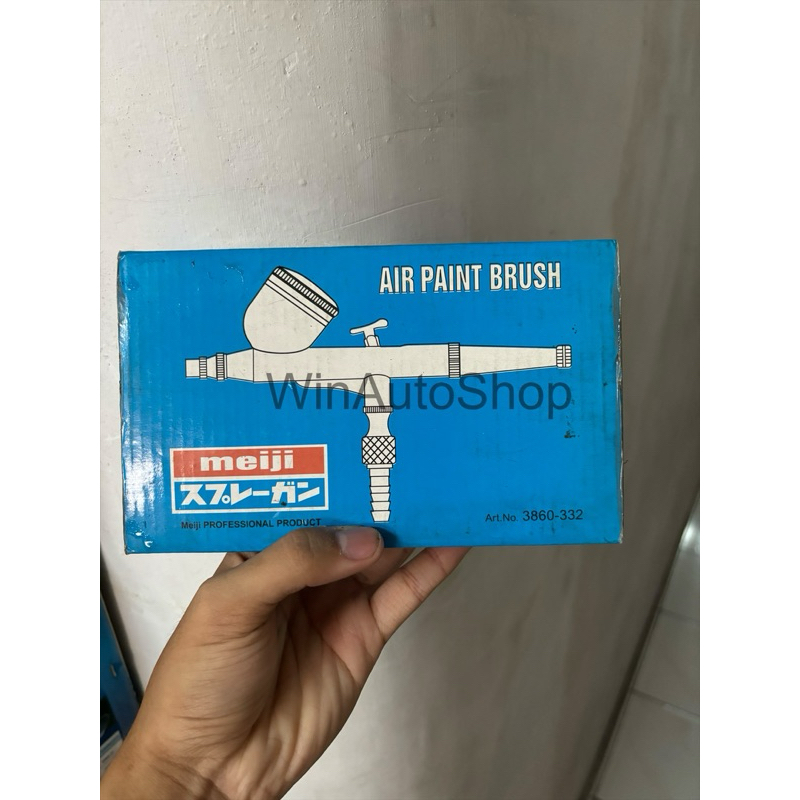 AIR PAINT BRUSH
WinAutoShop
meiji
スプレーガン
Meiji PROFESSIONAL PRODUCT
Art.No. 3860-332